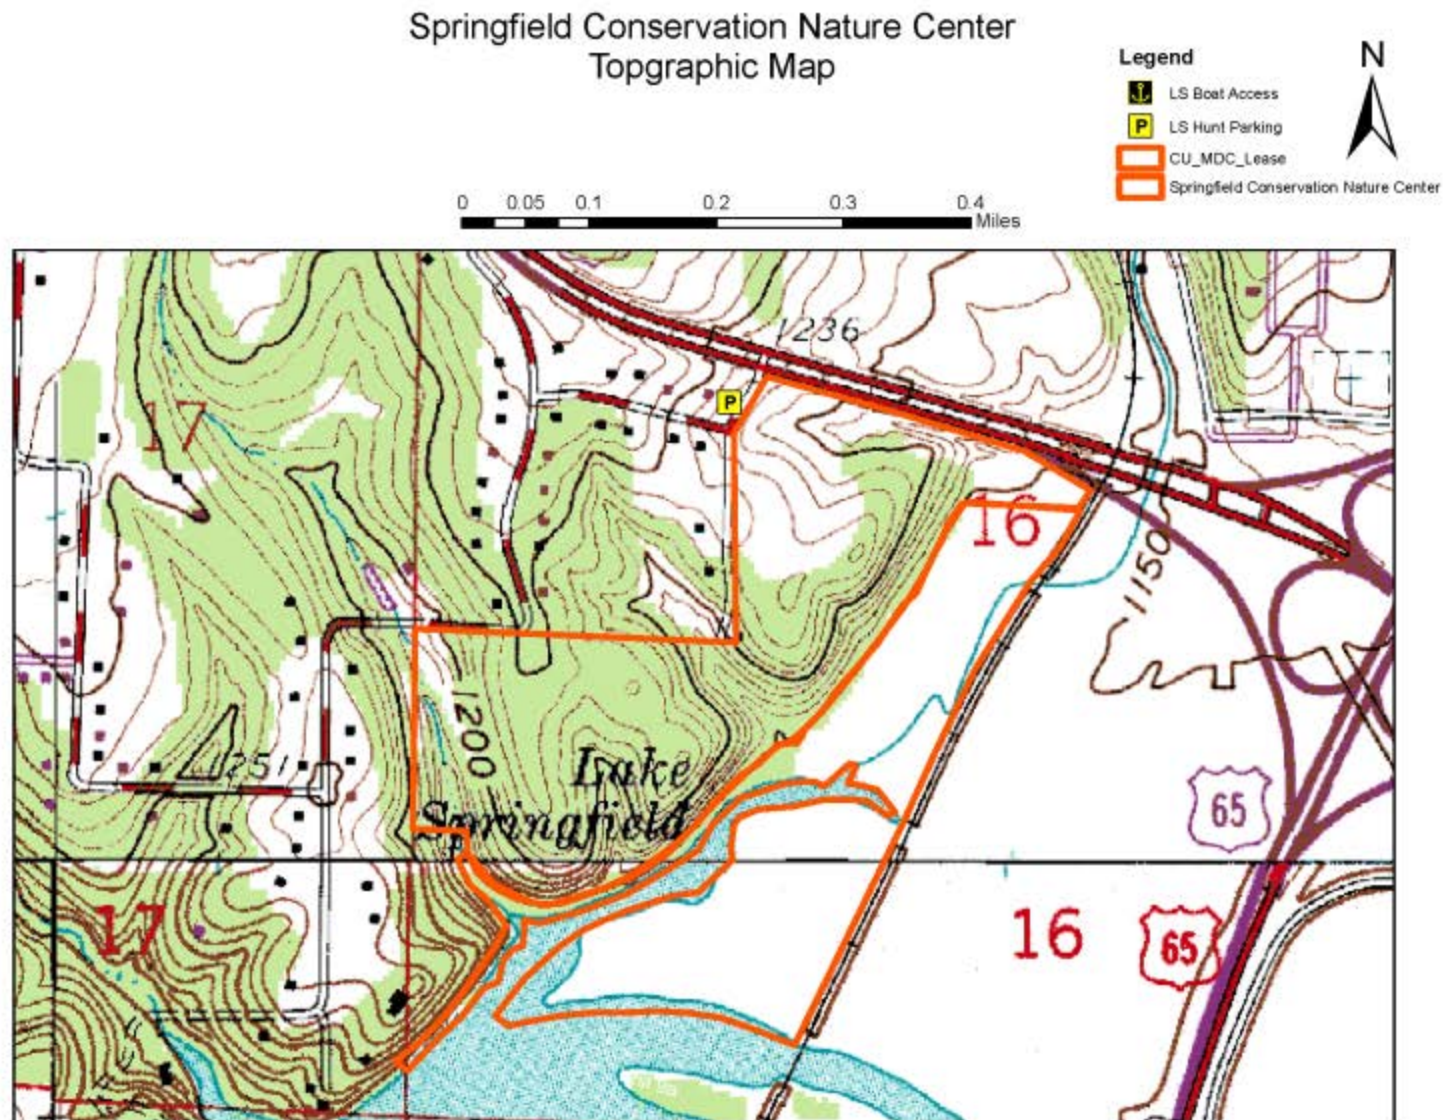 Springfield Conservation Nature Center
Topgraphic Map
Legend
N
LS Boat Access
P LS Hunt Parking
CU_MDC_Lease
Springfield Conservation Nature Center
0 0.05 0.1 0.2 0.3 0.4
Miles
1236
P
17
16
1150
1200
1251
Lake
Springfield
65
17
16
65